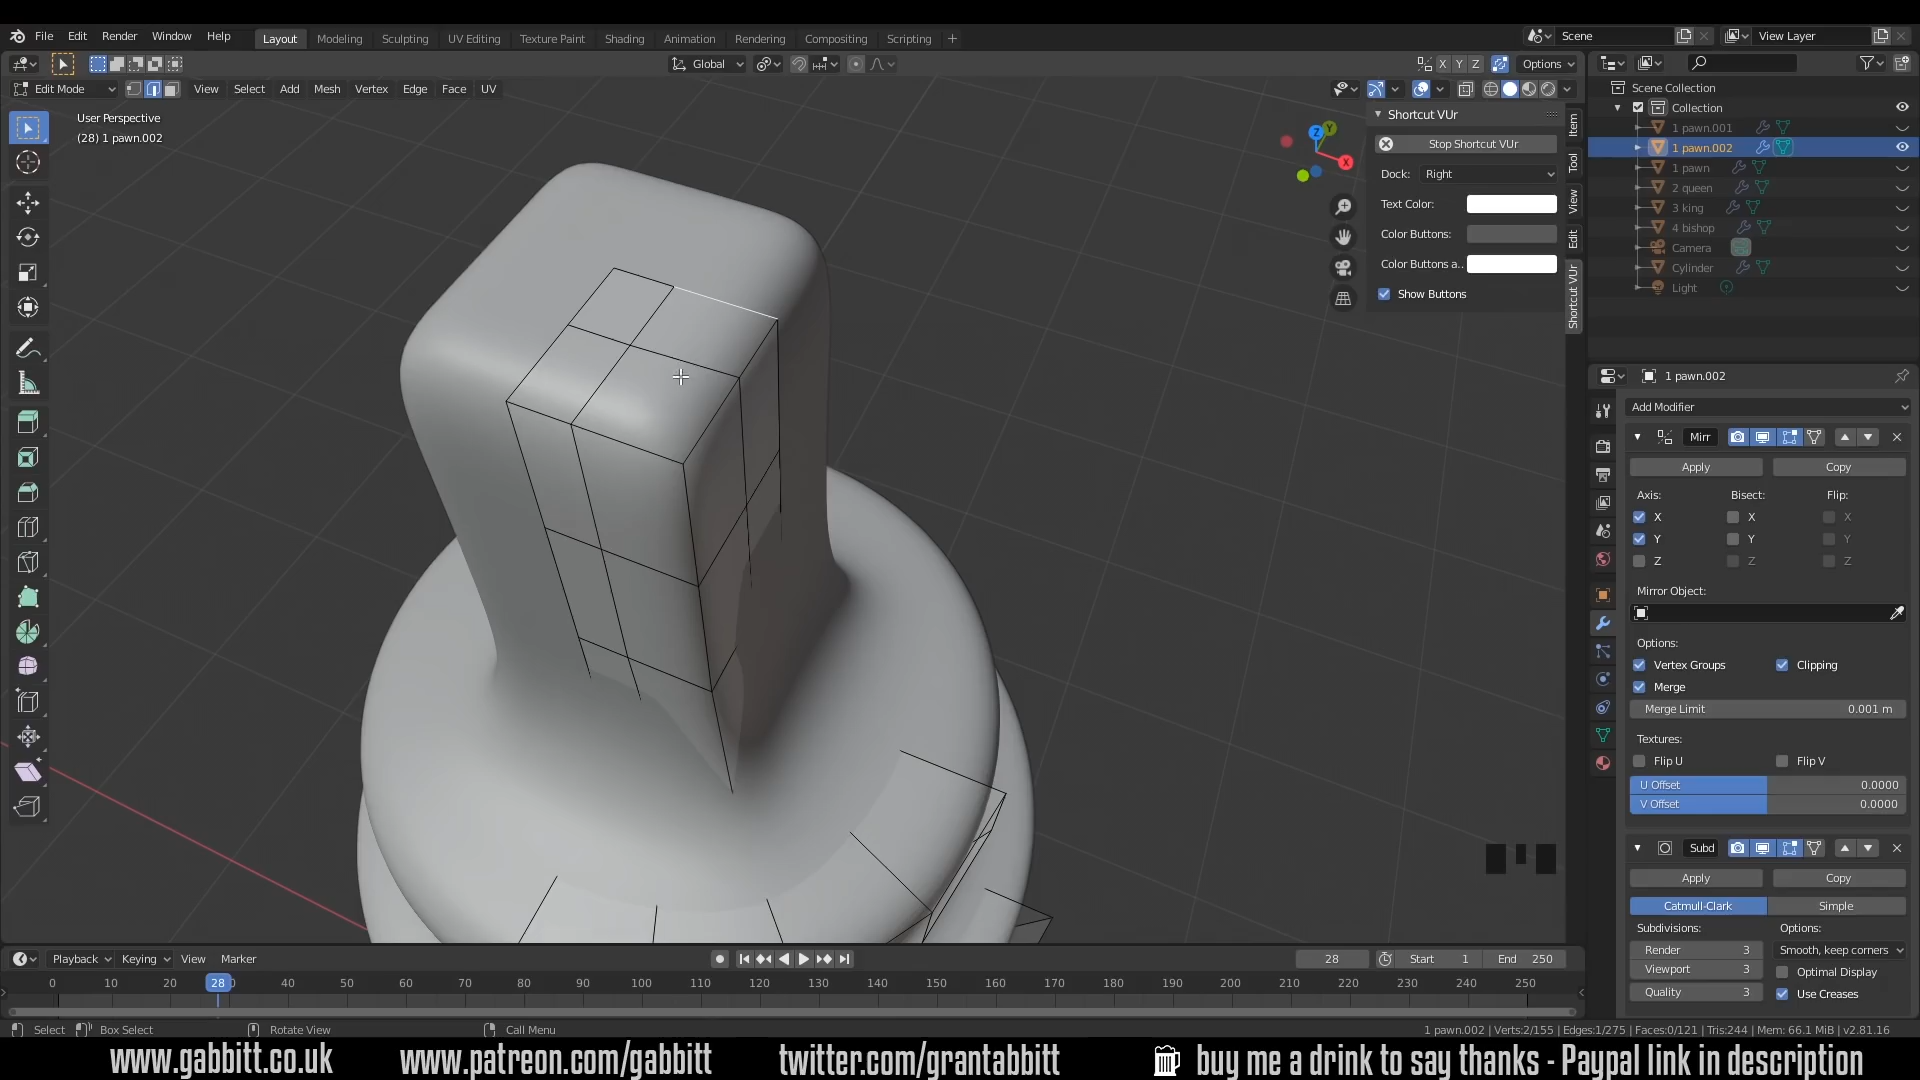 File Edit Render Window Help Layout Modeling Sculpting UV Editing Texture Paint Shading Animation Rendering Compositing Scripting + Scene View Layer
Global X Y Z Options
Edit Mode View Select Add Mesh Vertex Edge Face UV
User Perspective
(28) 1 pawn.002
Shortcut VUr
Stop Shortcut VUr
Dock: Right
Text Color:
Color Buttons:
Color Buttons a..
Show Buttons
Item
Tool
View
Edit
Shortcut VUr
Z
Y
X
Scene Collection
Collection
1 pawn.001
1 pawn.002
1 pawn
2 queen
3 king
4 bishop
Camera
Cylinder
Light
1 pawn.002
Add Modifier
Mirr
Apply Copy
Axis: Bisect: Flip:
X X X
Y Y Y
Z Z Z
Mirror Object:
Options:
Vertex Groups Clipping
Merge
Merge Limit 0.001 m
Textures:
Flip U Flip V
U Offset 0.0000
V Offset 0.0000
Subd
Apply Copy
Catmull-Clark Simple
Subdivisions: Options:
Render 3 Smooth, keep corners
Viewport 3 Optimal Display
Quality 3 Use Creases
Playback Keying View Marker 28 Start 1 End 250
0 10 20 28 40 50 60 70 80 90 100 110 120 130 140 150 160 170 180 190 200 210 220 230 240 250
Select Box Select Rotate View Call Menu 1 pawn.002 | Verts:2/155 | Edges:1/275 | Faces:0/121 | Tris:244 | Mem: 66.1 MiB | v2.81.16
www.gabbitt.co.uk www.patreon.com/gabbitt twitter.com/grantabbitt buy me a drink to say thanks - Paypal link in description